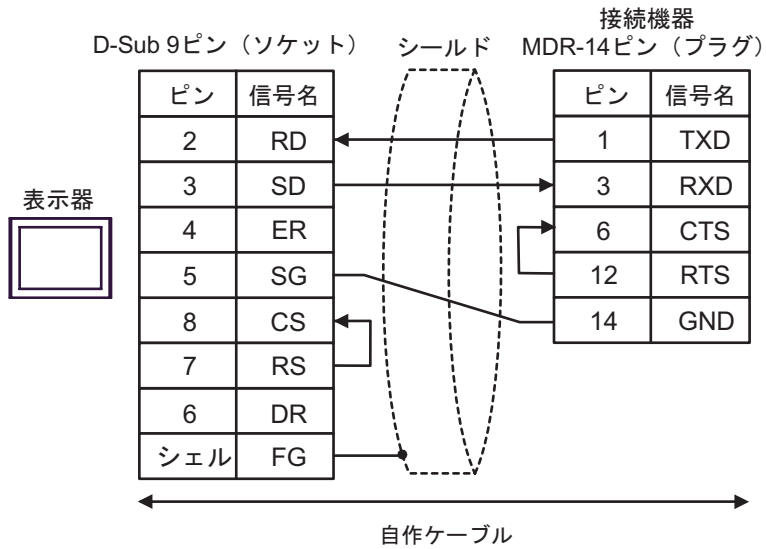 接続機器
D-Sub 9ピン（ソケット） シールド MDR-14ピン（プラグ）
ピン 信号名 ピン 信号名
2 RD 1 TXD
3 SD 3 RXD
表示器
4 ER 6 CTS
5 SG 12 RTS
8 CS 14 GND
7 RS
6 DR
シェル FG
自作ケーブル